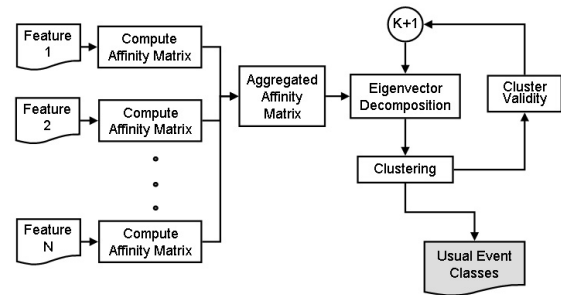 Feature
1
Compute
Affinity Matrix
Feature
2
Compute
Affinity Matrix
Feature
N
Compute
Affinity Matrix
Aggregated
Affinity
Matrix
K+1
Eigenvector
Decomposition
Clustering
Cluster
Validity
Usual Event
Classes